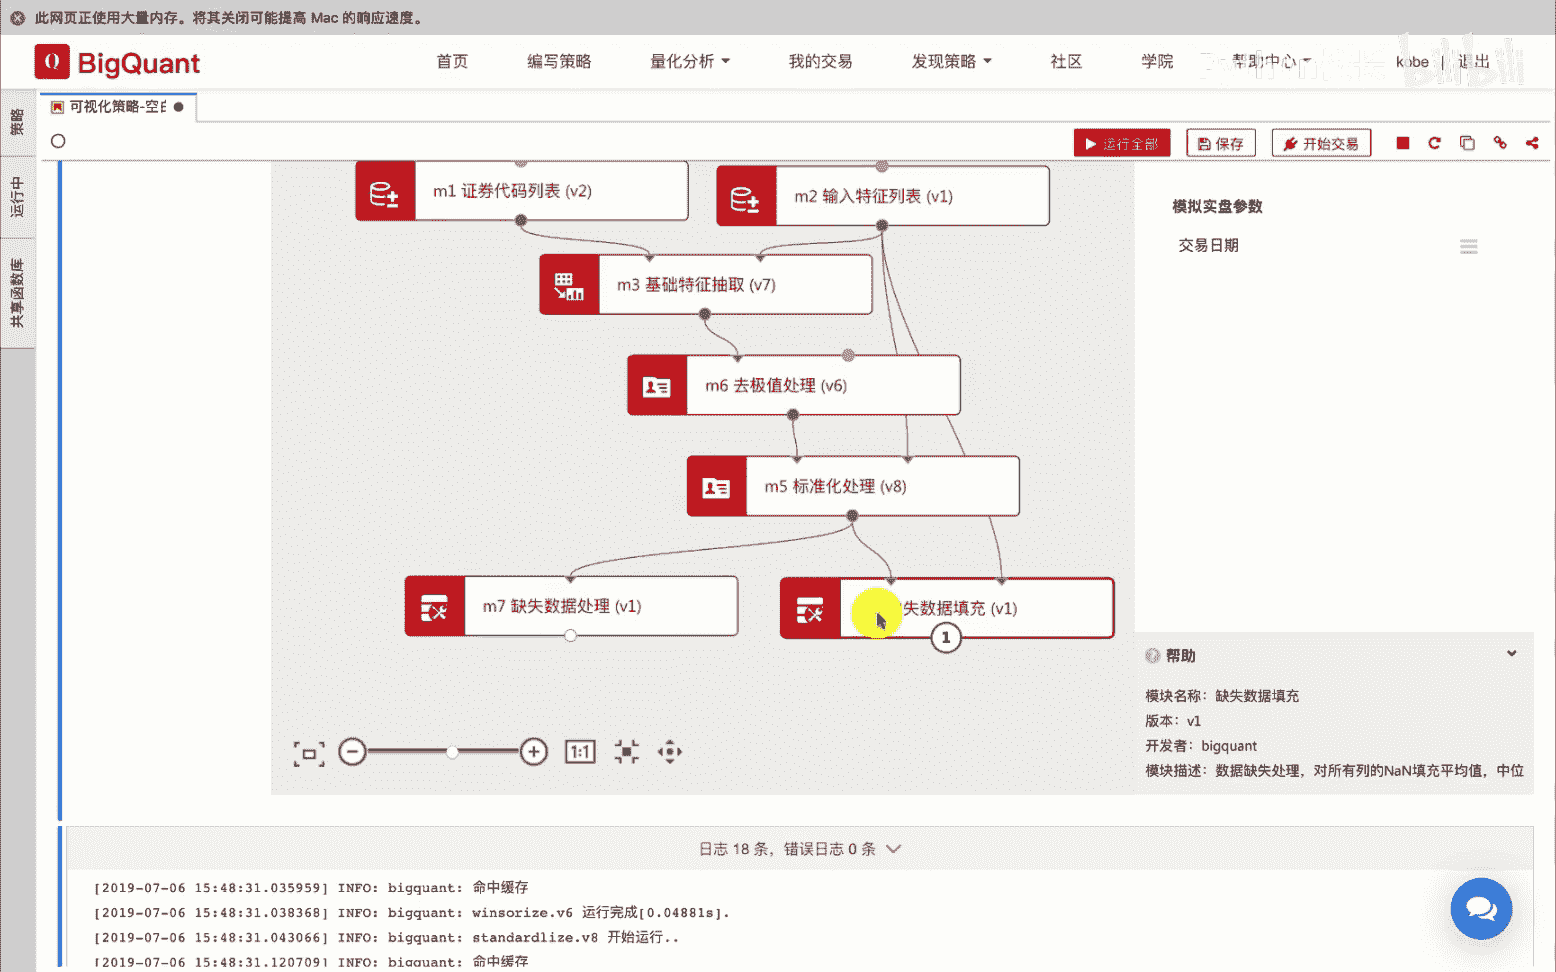 此网页正使用大量内存。将其关闭可能提高 Mac 的响应速度。
Q BigQuant
首页 编写策略 量化分析 我的交易 发现策略 社区 学院 帮助中心 kobe 退出
bilibili
策略
运行中
共享函数库
可视化策略-空白
运行全部 保存 开始交易
m1 证券代码列表 (v2)
m2 输入特征列表 (v1)
m3 基础特征抽取 (v7)
m6 去极值处理 (v6)
m5 标准化处理 (v8)
m7 缺失数据处理 (v1)
失数据填充 (v1)
1
1:1
模拟实盘参数
交易日期
帮助
模块名称：缺失数据填充
版本：v1
开发者：bigquant
模块描述：数据缺失处理，对所有列的NaN填充平均值，中位
日志 18 条，错误日志 0 条
[2019-07-06 15:48:31.035959] INFO: bigquant: 命中缓存
[2019-07-06 15:48:31.038368] INFO: bigquant: winsorize.v6 运行完成[0.04881s].
[2019-07-06 15:48:31.043066] INFO: bigquant: standardlize.v8 开始运行..
[2019-07-06 15:48:31.120709] INFO: bigquant: 命中缓存